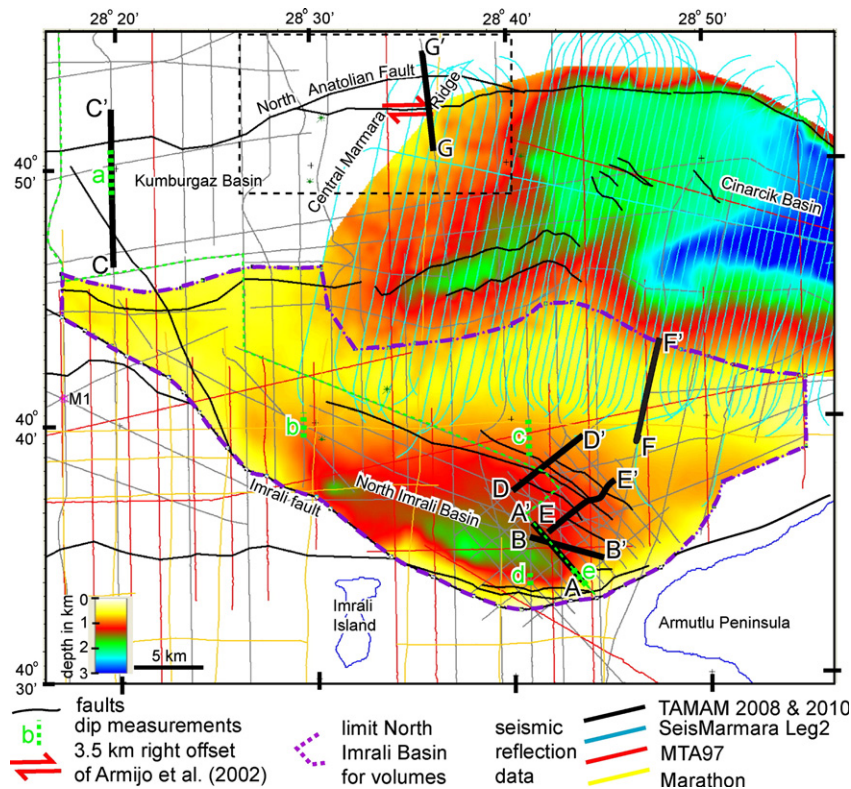 28° 20' 28° 30' 28° 40' 28° 50'
G'
North Anatolian Fault
Ridge
Central Marmara
G
C'
40°
50'
a
Kumburgaz Basin
Cinarcik Basin
C
F'
M1
40°
40'
b
c
D'
F
D
E'
North Imrali Basin
Imrali fault
A'
E
B
B'
d
e
A
0
1
2
3
depth in km
5 km
Imrali
Island
Armutlu Peninsula
40°
30'
faults
b
dip measurements
3.5 km right offset
of Armijo et al. (2002)
limit North
Imrali Basin
for volumes
seismic
reflection
data
TAMAM 2008 & 2010
SeisMarmara Leg2
MTA97
Marathon